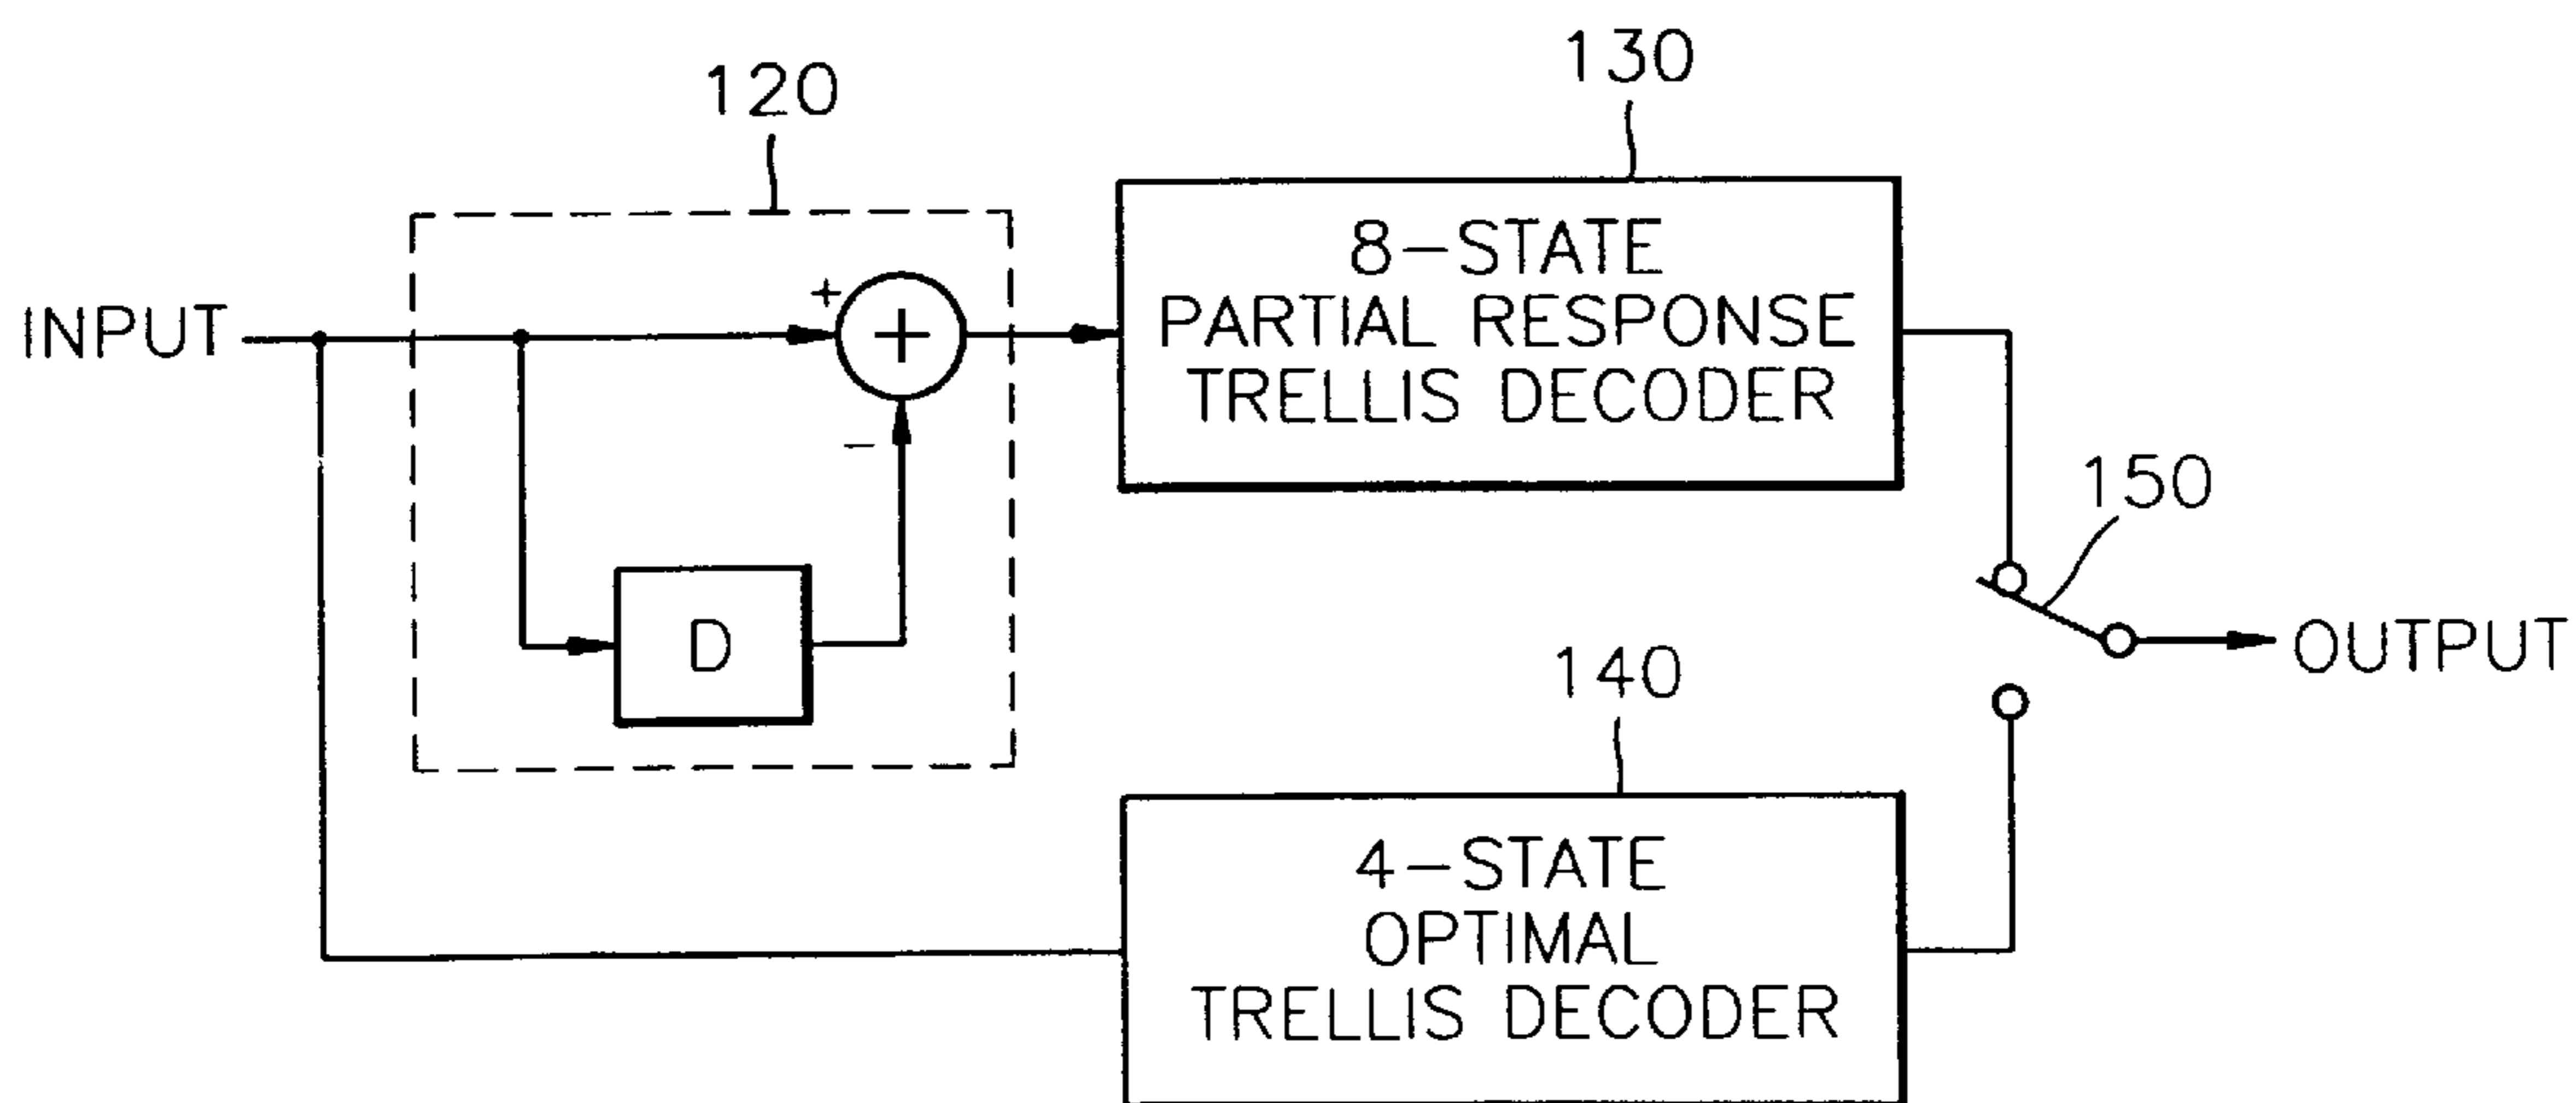 120
130
8-STATE
PARTIAL RESPONSE
TRELLIS DECODER
INPUT
+
+
−
D
150
OUTPUT
140
4-STATE
OPTIMAL
TRELLIS DECODER